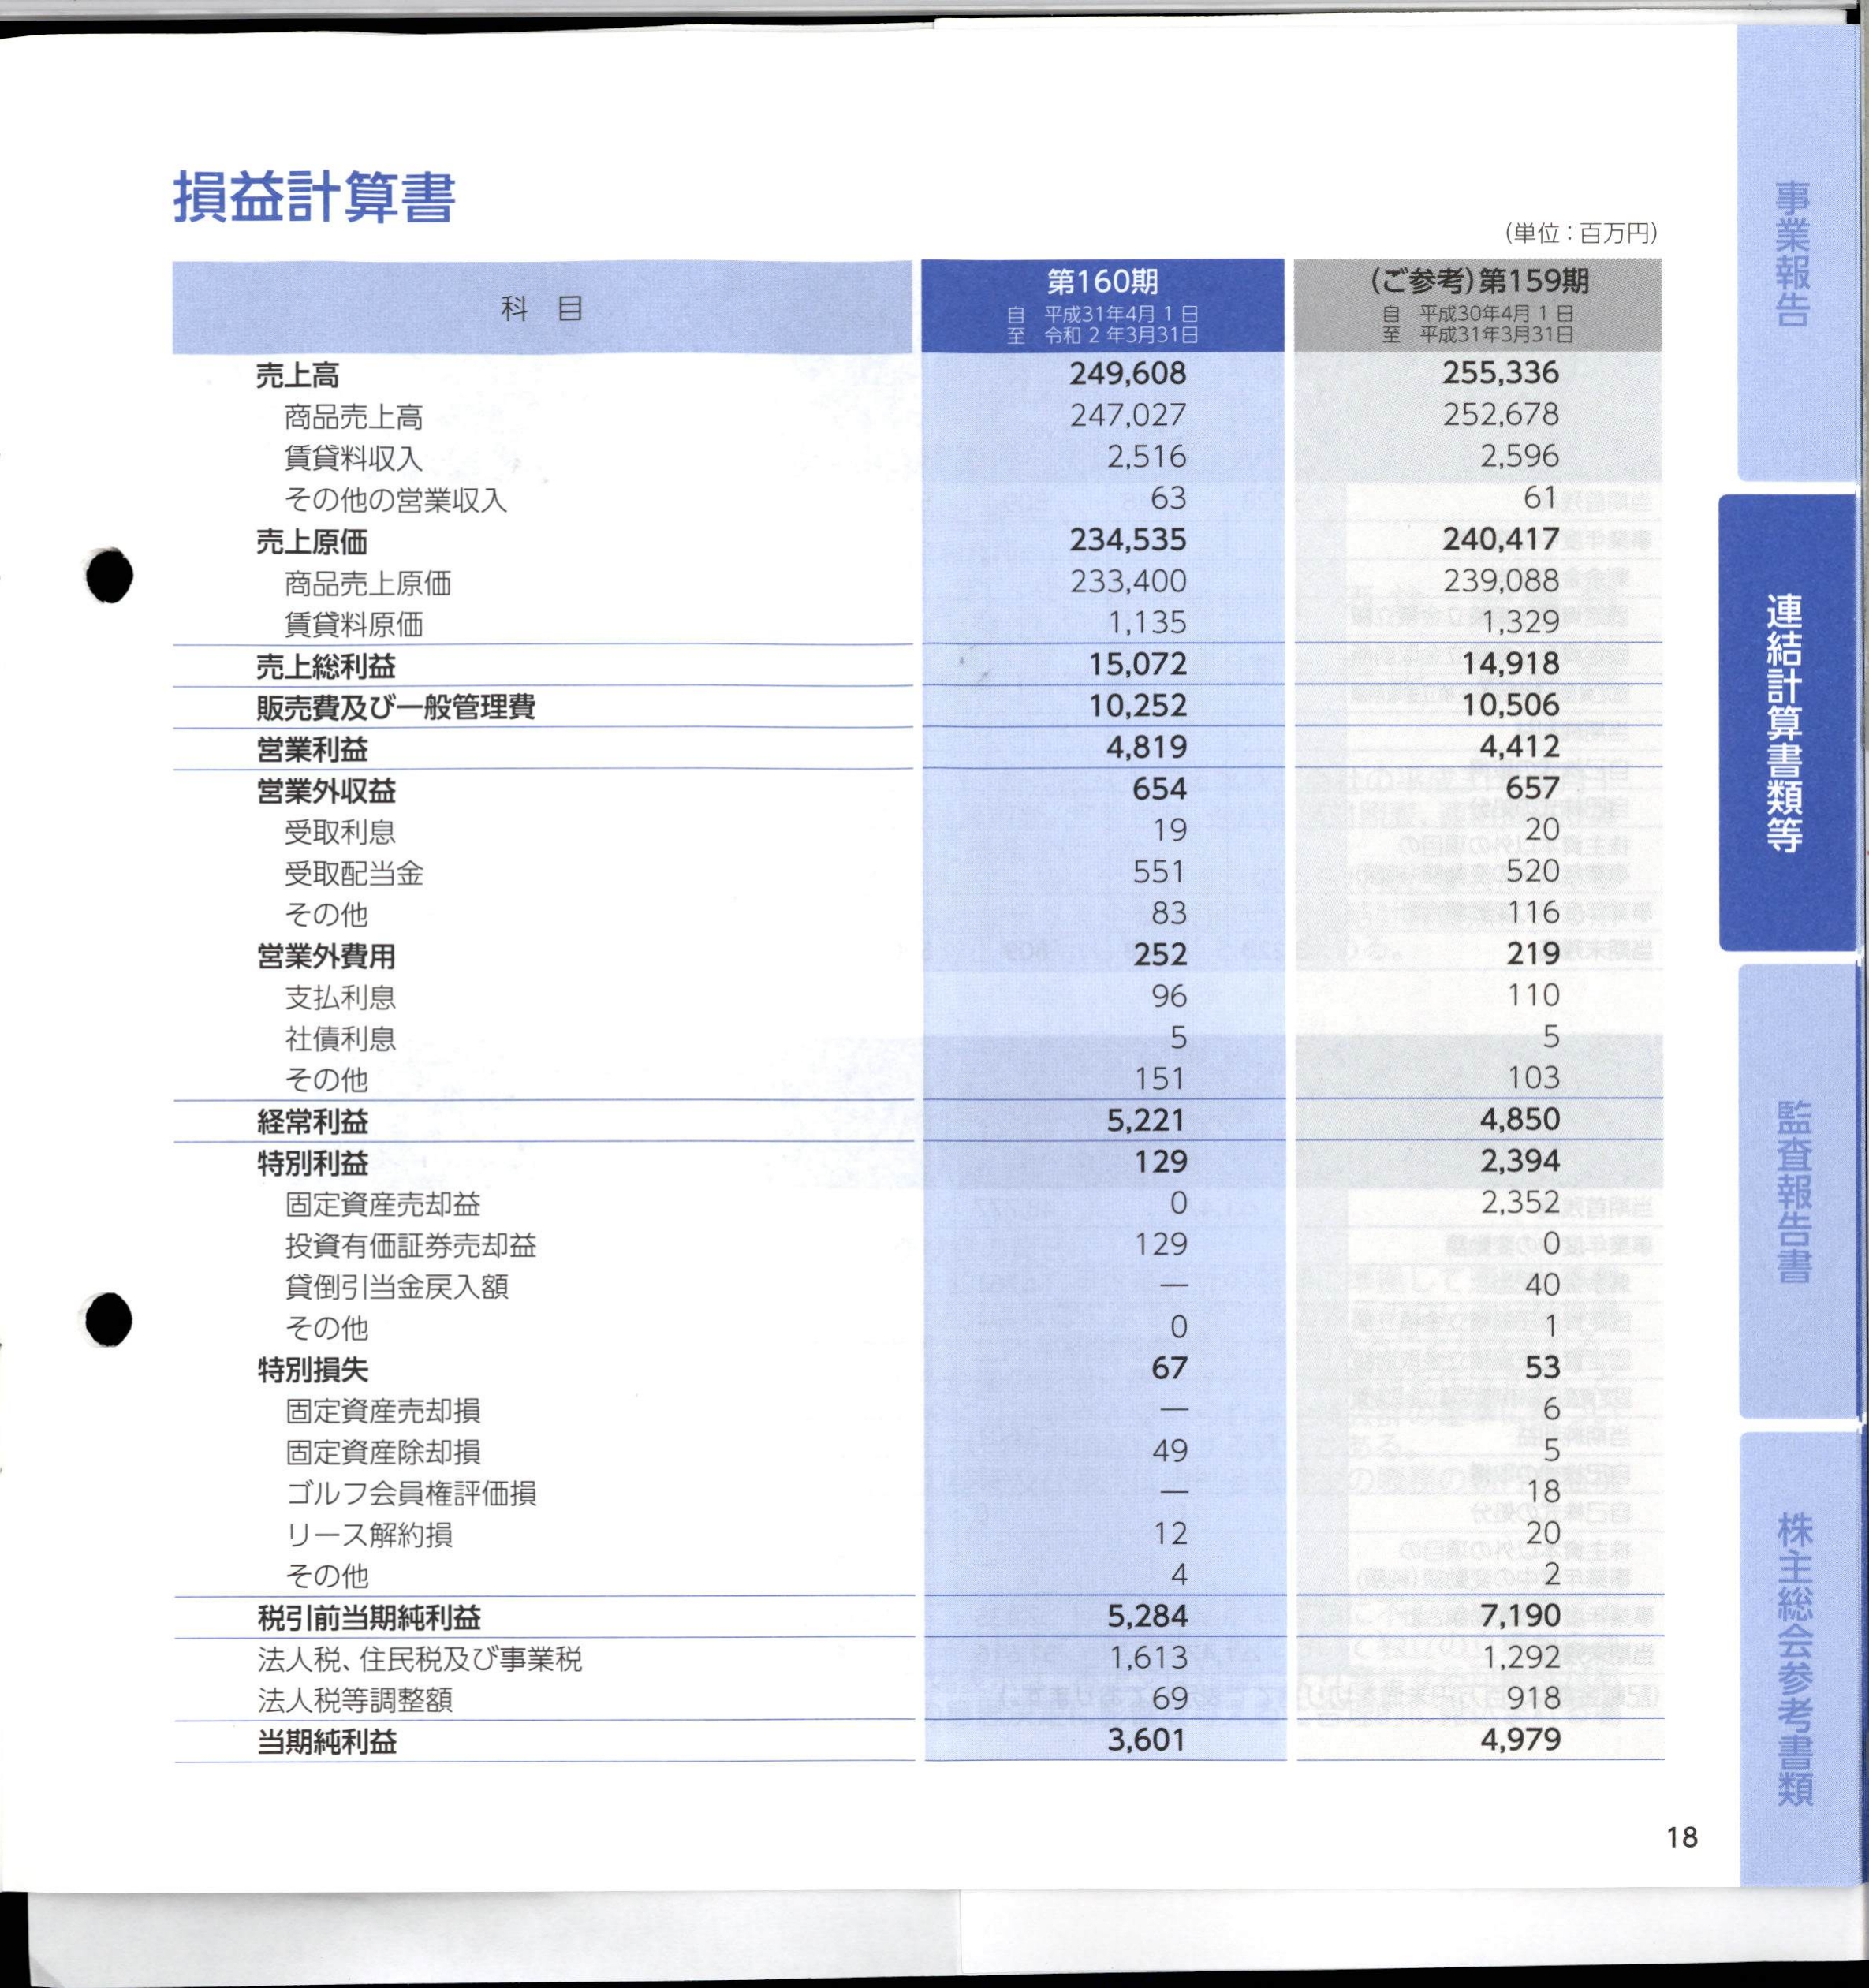 損益計算書
(単位:百万円)
科 目 第160期 (ご参考)第159期
自 平成31年4月1日 自 平成30年4月1日
至 令和2年3月31日 至 平成31年3月31日
売上高 249,608 255,336
商品売上高 247,027 252,678
賃貸料収入 2,516 2,596
その他の営業収入 63 61
売上原価 234,535 240,417
商品売上原価 233,400 239,088
賃貸料原価 1,135 1,329
売上総利益 15,072 14,918
販売費及び一般管理費 10,252 10,506
営業利益 4,819 4,412
営業外収益 654 657
受取利息 19 20
受取配当金 551 520
その他 83 116
営業外費用 252 219
支払利息 96 110
社債利息 5 5
その他 151 103
経常利益 5,221 4,850
特別利益 129 2,394
固定資産売却益 0 2,352
投資有価証券売却益 129 0
貸倒引当金戻入額 — 40
その他 0 1
特別損失 67 53
固定資産売却損 — 6
固定資産除却損 49 5
ゴルフ会員権評価損 — 18
リース解約損 12 20
その他 4 2
税引前当期純利益 5,284 7,190
法人税、住民税及び事業税 1,613 1,292
法人税等調整額 69 918
当期純利益 3,601 4,979
18
事業報告
連結計算書類等
監査報告書
株主総会参考書類